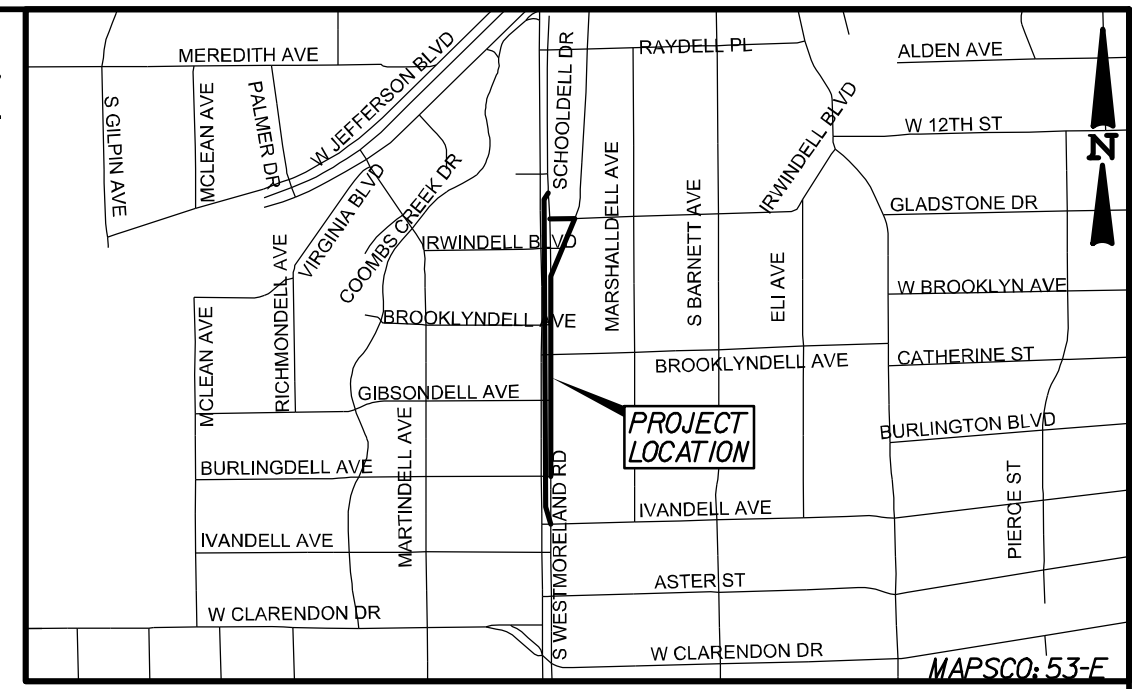 MEREDITH AVE
S GILPIN AVE
MCLEAN AVE
PALMER DR
W JEFFERSON BLVD
SCHOOLDELL DR
RAYDELL PL
ALDEN AVE
W 12TH ST
N
IRWINDELL BLVD
GLADSTONE DR
VIRGINIA BLVD
COOMBS CREEK DR
IRWINDELL BLVD
MARSHALLDELL AVE
S BARNETT AVE
ELI AVE
W BROOKLYN AVE
MCLEAN AVE
RICHMONDELL AVE
BROOKLYNDELL AVE
BROOKLYNDELL AVE
CATHERINE ST
GIBSONDELL AVE
PROJECT
LOCATION
BURLINGTON BLVD
BURLINGDELL AVE
MARTINDELL AVE
S WESTMORELAND RD
IVANDELL AVE
PIERCE ST
IVANDELL AVE
ASTER ST
W CLARENDON DR
W CLARENDON DR
MAPSCO: 53-E